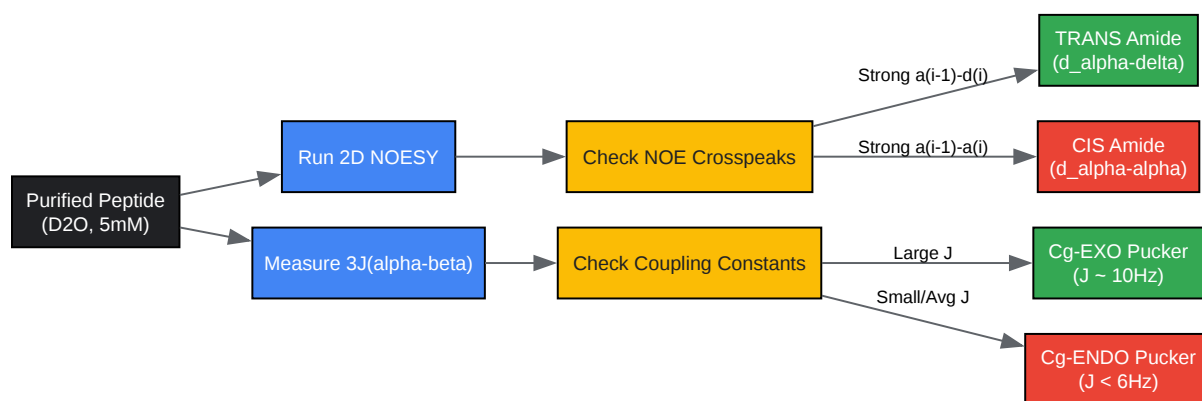 TRANS Amide
(d_alpha-delta)
Strong a(i-1)-d(i)
Run 2D NOESY
Check NOE Crosspeaks
Strong a(i-1)-a(i)
CIS Amide
(d_alpha-alpha)
Purified Peptide
(D2O, 5mM)
Measure 3J(alpha-beta)
Check Coupling Constants
Large J
Cg-EXO Pucker
(J ~ 10Hz)
Small/Avg J
Cg-ENDO Pucker
(J < 6Hz)